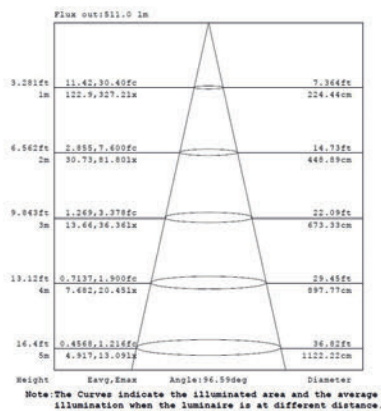 Flux out:511.0 lm
3.281ft 11.42,30.40fc 7.364ft
1m 122.9,327.2lx 224.44cm
6.562ft 2.855,7.600fc 14.73ft
2m 30.73,81.80lx 448.89cm
9.843ft 1.269,3.378fc 22.09ft
3m 13.66,36.36lx 673.33cm
13.12ft 0.7137,1.900fc 29.45ft
4m 7.682,20.45lx 897.77cm
16.4ft 0.4568,1.216fc 36.82ft
5m 4.917,13.09lx 1122.22cm
Height Eavg,Emax Angle:96.59deg Diameter
Note:The Curves indicate the illuminated area and the average
illumination when the luminaire is at different distance